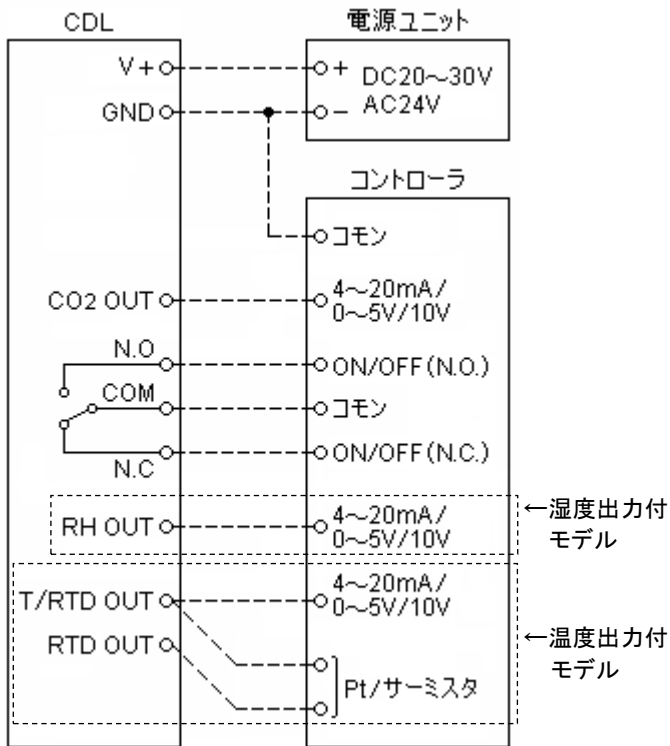 CDL
電源ユニット
V+
+
DC20～30V
GND
-
AC24V
コントローラ
コモン
CO2 OUT
4～20mA/
0～5V/10V
N.O
ON/OFF(N.O.)
COM
コモン
N.C
ON/OFF(N.C.)
RH OUT
4～20mA/
0～5V/10V
←湿度出力付
モデル
T/RTD OUT
4～20mA/
0～5V/10V
RTD OUT
Pt/サーミスタ
←温度出力付
モデル